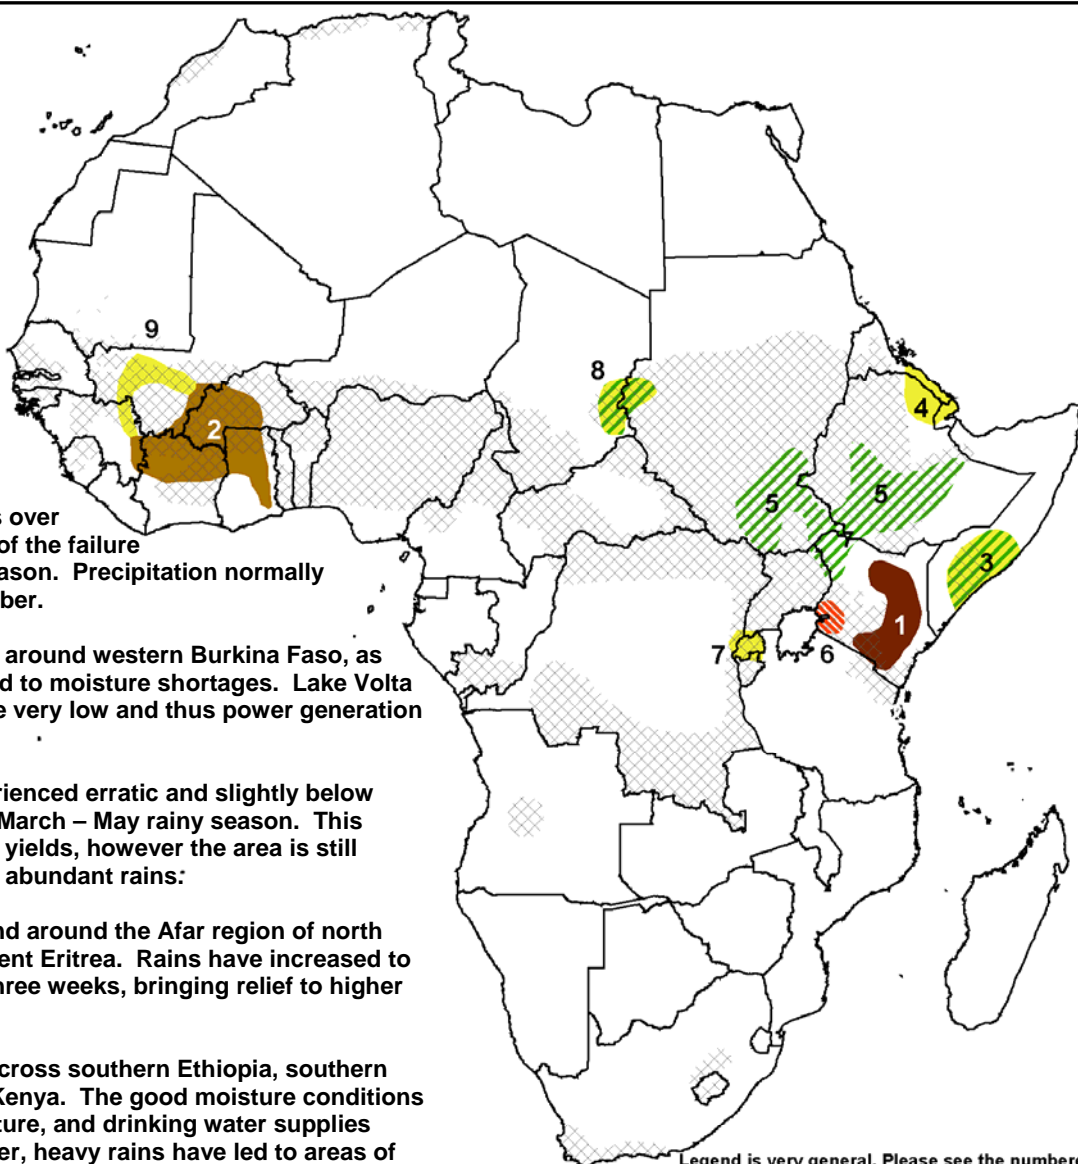 9
8
4
2
5
5
3
1
7
6
s over
of the failure
ason. Precipitation normally
ber.
around western Burkina Faso, as
d to moisture shortages. Lake Volta
e very low and thus power generation
rienced erratic and slightly below
March – May rainy season. This
yields, however the area is still
abundant rains:
nd around the Afar region of north
ent Eritrea. Rains have increased to
hree weeks, bringing relief to higher
cross southern Ethiopia, southern
Kenya. The good moisture conditions
ture, and drinking water supplies
er, heavy rains have led to areas of
Legend is very general. Please see the numbere